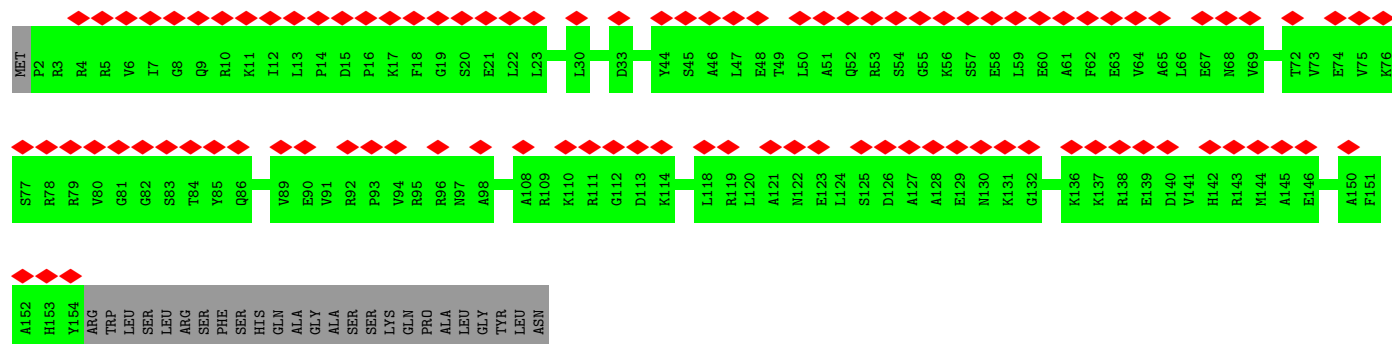 MET P2 R3 R4 R5 V6 I7 G8 Q9 R10 K11 I12 L13 P14 D15 P16 K17 F18 G19 S20 E21 L22 L23 L30 D33 Y44 S45 A46 L47 E48 T49 L50 A51 Q52 R53 S54 G55 K56 S57 E58 L59 E60 A61 F62 E63 V64 A65 L66 E67 N68 V69 T72 V73 E74 V75 K76
S77 R78 R79 V80 G81 G82 S83 T84 Y85 Q86 V89 E90 V91 R92 P93 V94 R95 R96 N97 A98 A108 R109 K110 R111 G112 D113 K114 L118 R119 L120 A121 N122 E123 L124 S125 D126 A127 A128 E129 N130 K131 G132 K136 K137 R138 E139 D140 V141 H142 R143 M144 A145 E146 A150 F151
A152 H153 Y154 ARG TRP LEU SER LEU ARG SER PHE SER HIS GLN ALA GLY ALA SER SER LYS GLN PRO ALA LEU GLY TYR LEU ASN